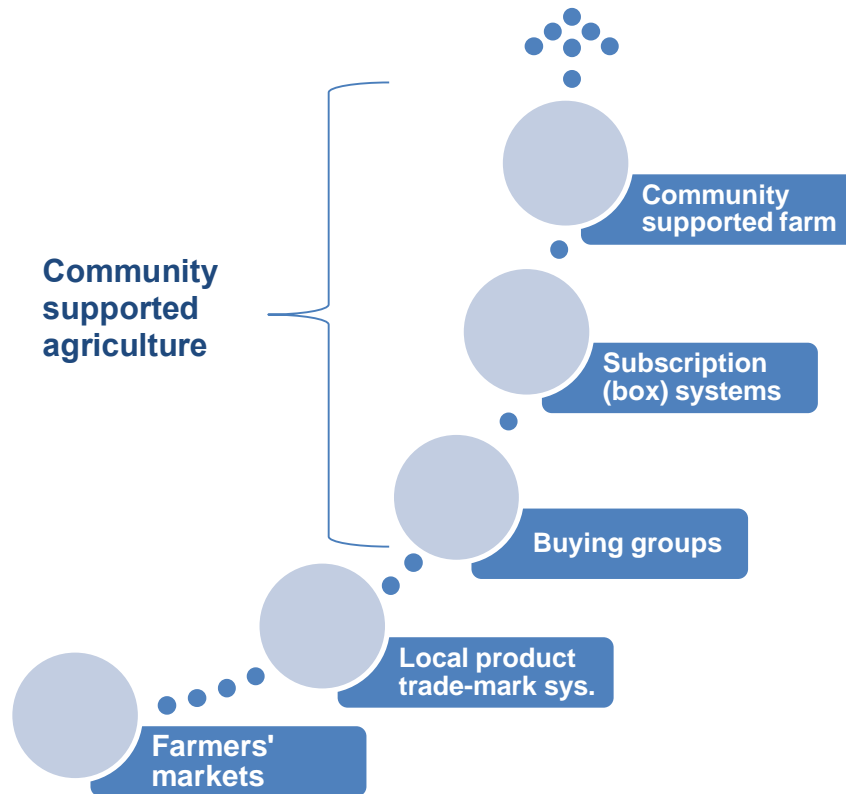 Community
supported farm
Community
supported
agriculture
Subscription
(box) systems
Buying groups
Local product
trade-mark sys.
Farmers'
markets